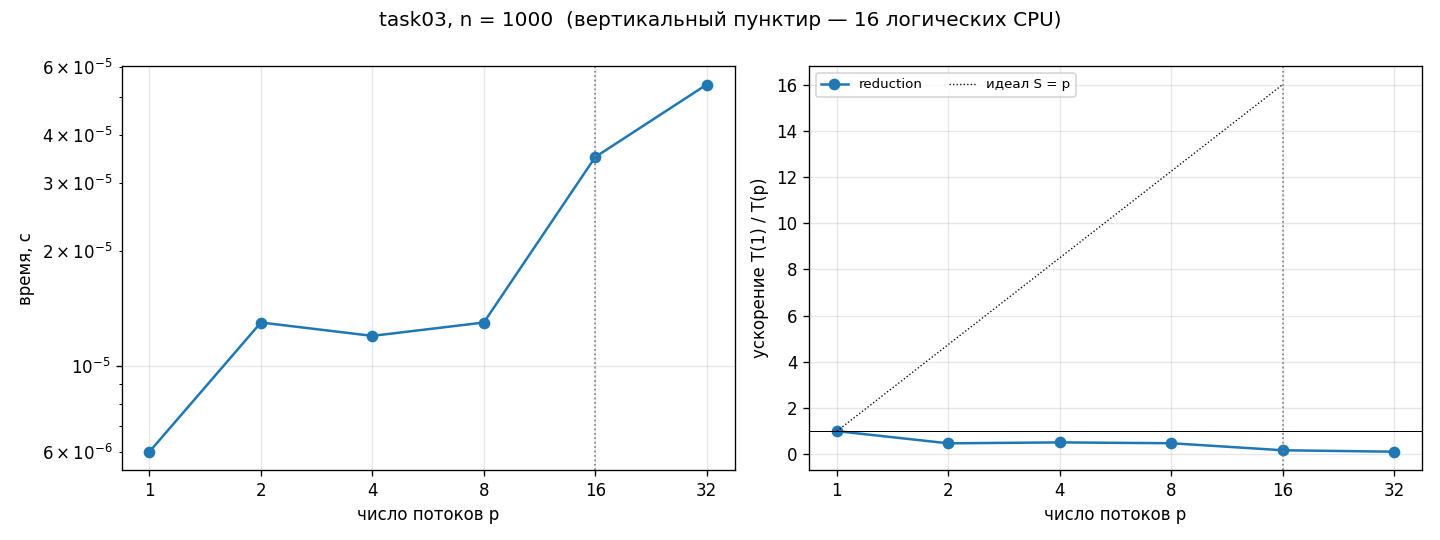 task03, n = 1000  (вертикальный пунктир — 16 логических CPU)
6 × 10⁻⁵
4 × 10⁻⁵
3 × 10⁻⁵
2 × 10⁻⁵
10⁻⁵
6 × 10⁻⁶
время, с
1 2 4 8 16 32
число потоков p
reduction
идеал S = p
16
14
12
10
8
6
4
2
0
ускорение T(1) / T(p)
1 2 4 8 16 32
число потоков p